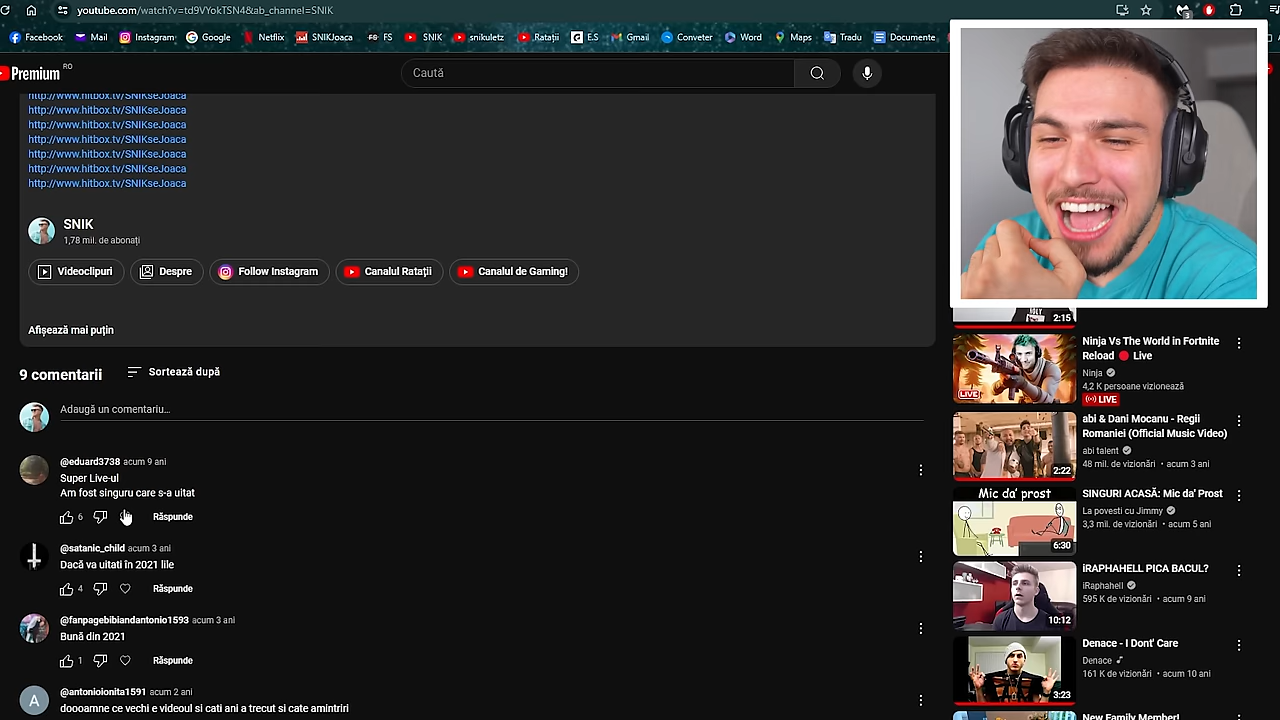 youtube.com/watch?v=td9VYokTSN4&ab_channel=SNIK
Facebook
Mail
Instagram
Google
Netflix
SNIKJoaca
FS
SNIK
sniculetz
Rataţii
E.S
Gmail
Conveter
Word
Maps
Tradu
Documente
Premium RO
Caută
http://www.hitbox.tv/SNIKseJoaca
http://www.hitbox.tv/SNIKseJoaca
http://www.hitbox.tv/SNIKseJoaca
http://www.hitbox.tv/SNIKseJoaca
http://www.hitbox.tv/SNIKseJoaca
http://www.hitbox.tv/SNIKseJoaca
http://www.hitbox.tv/SNIKseJoaca
SNIK
1,78 mil. de abonați
Videoclipuri
Despre
Follow Instagram
Canalul Rataţii
Canalul de Gaming!
Afișează mai puțin
9 comentarii
Sortează după
Adaugă un comentariu...
@eduard3738 acum 9 ani
Super Live-ul
Am fost singuru care s-a uitat
6
Răspunde
@satanic_child acum 3 ani
Dacă va uitati în 2021 liile
4
Răspunde
@fanpagebibiandantonio1593 acum 3 ani
Bună din 2021
1
Răspunde
A
@antonioionita1591 acum 2 ani
doooamne ce vechi e videoul si cati ani a trecut
2:15
Ninja Vs The World in Fortnite
Reload 🔴 Live
Ninja
4,2 K persoane vizionează
LIVE
LIVE
abi & Dani Mocanu - Regii
Romaniei (Official Music Video)
abi talent
48 mil. de vizionări • acum 3 ani
2:22
Mic da' prost
SINGURI ACASĂ: Mic da' Prost
La povesti cu Jimmy
3,3 mil. de vizionări • acum 5 ani
6:30
iRAPHAHELL PICA BACUL?
iRaphahell
595 K de vizionări • acum 9 ani
10:12
Denace - I Dont' Care
Denace
161 K de vizionări • acum 10 ani
3:23
New Family Member!